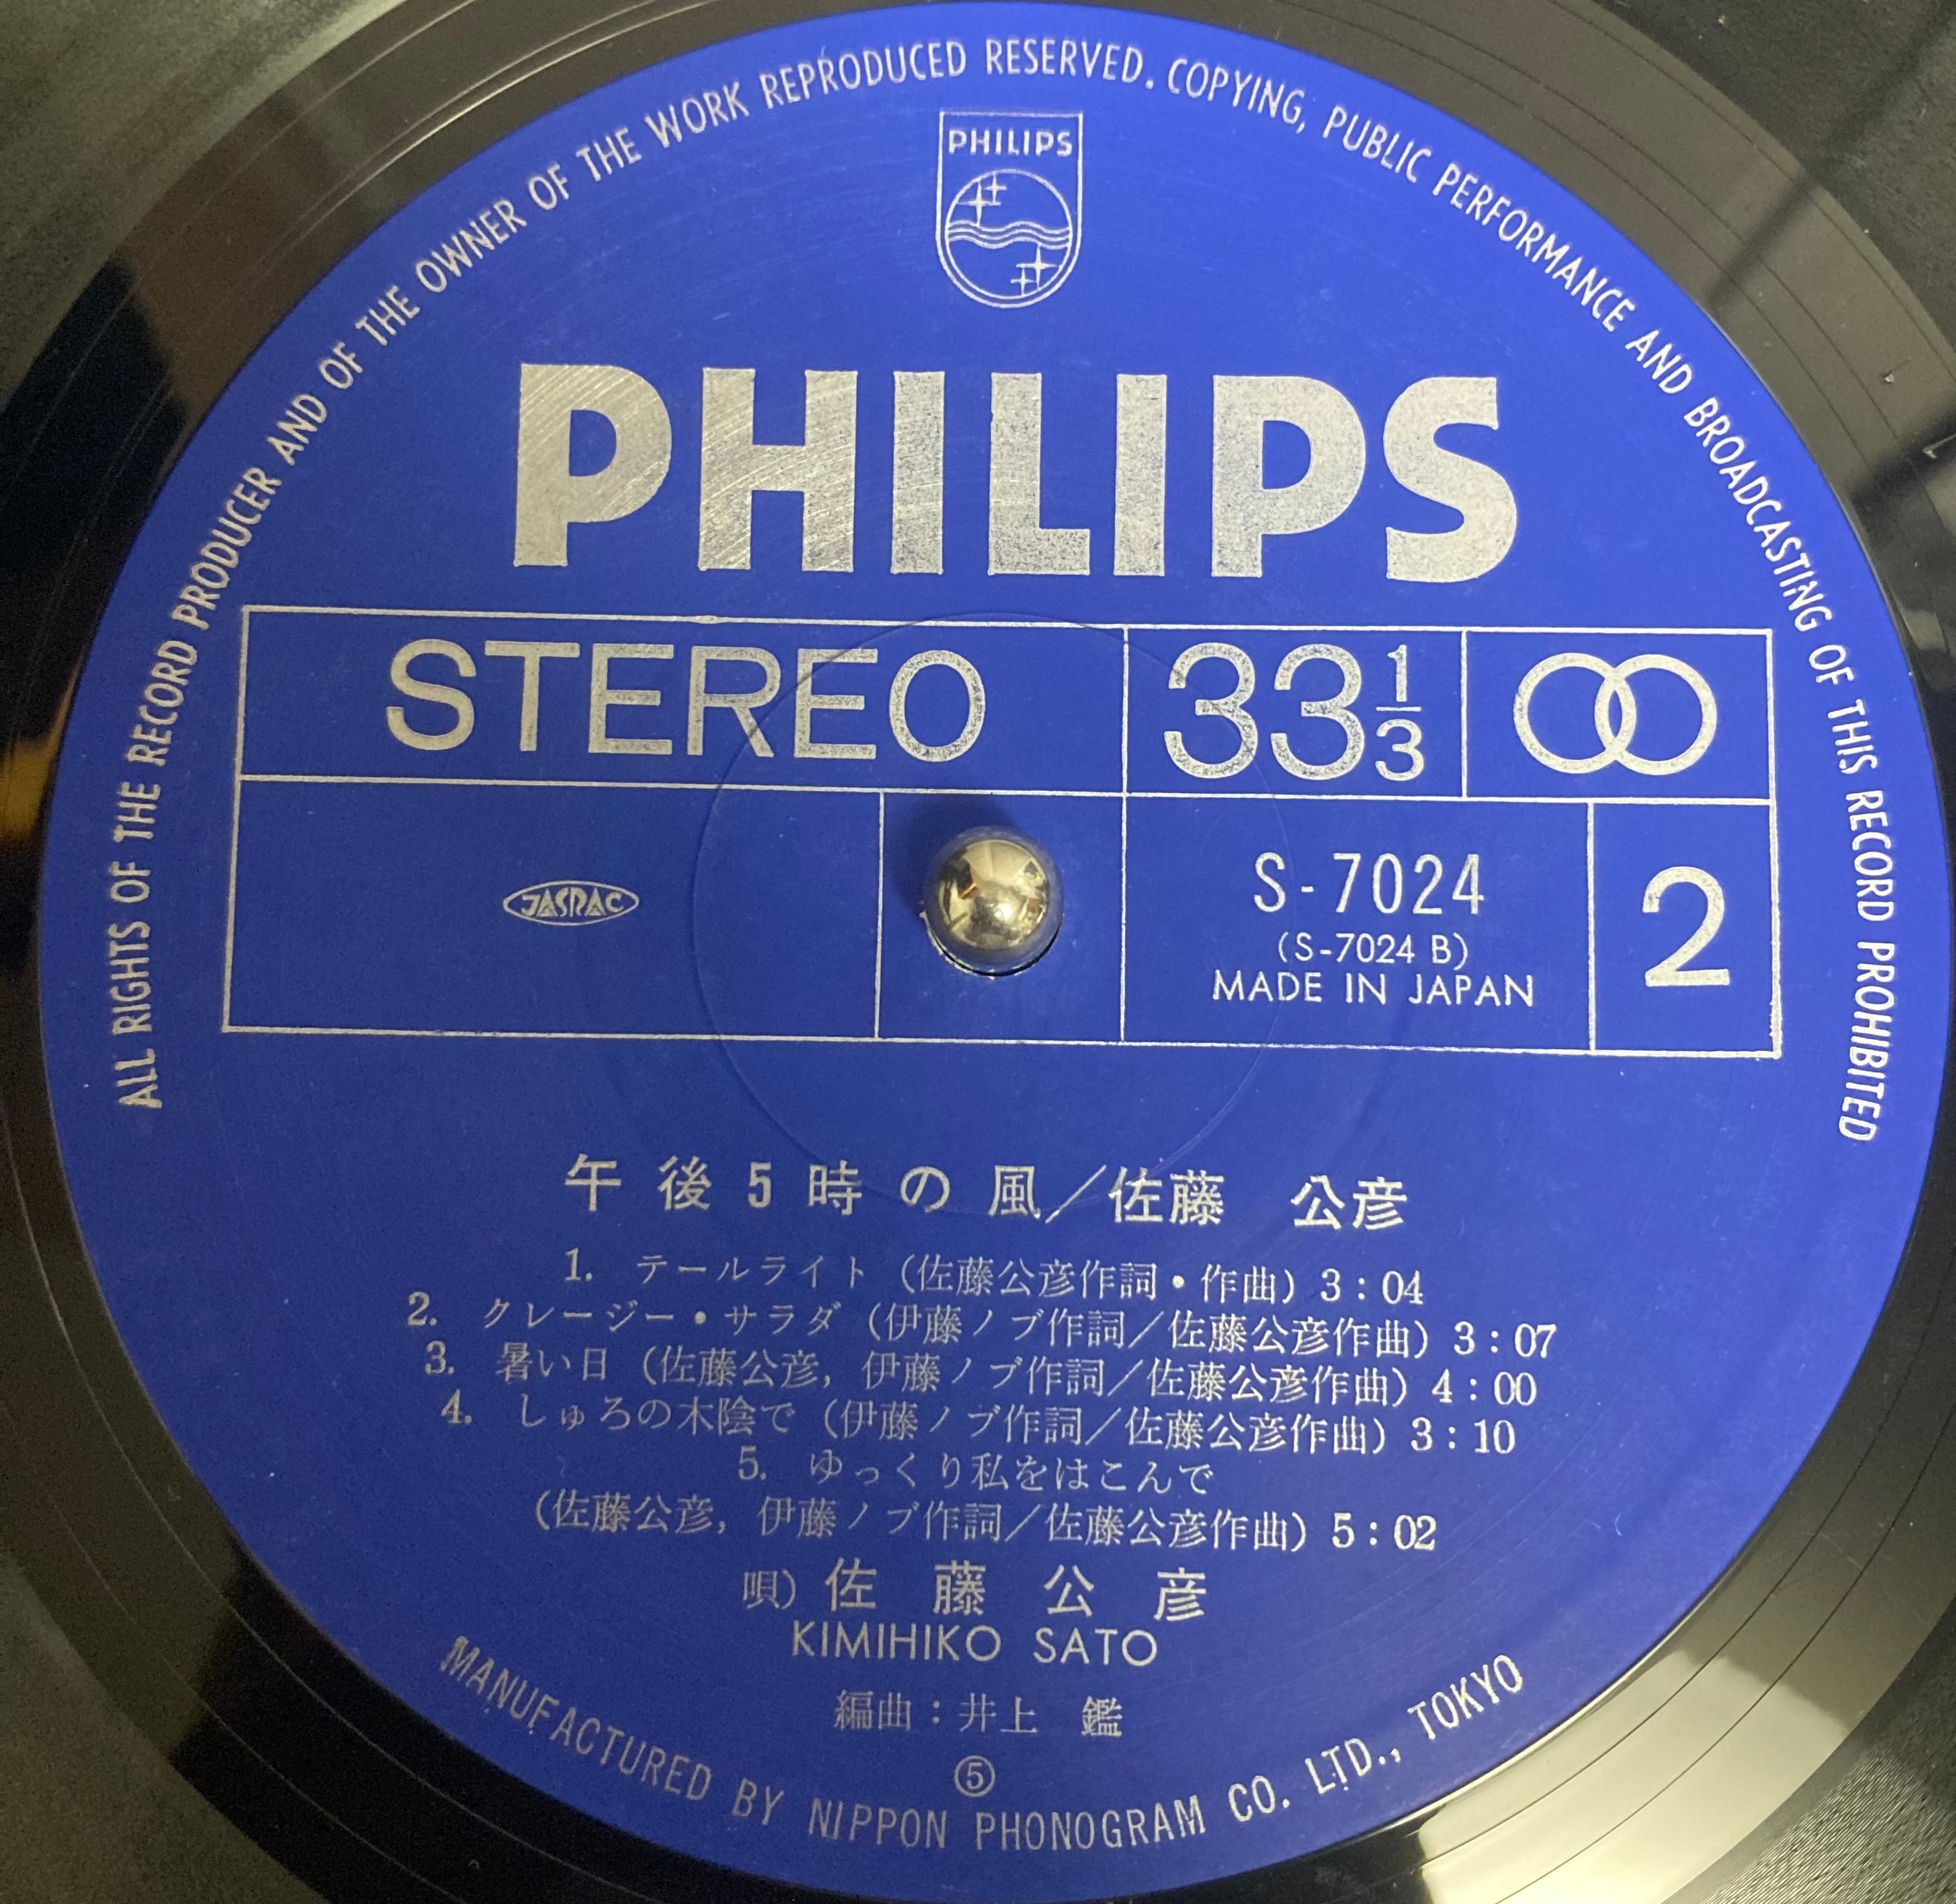 ALL RIGHTS OF THE RECORD PRODUCER AND OF THE OWNER OF THE WORK REPRODUCED RESERVED. COPYING, PUBLIC PERFORMANCE AND BROADCASTING OF THIS RECORD PROHIBITED
PHILIPS
PHILIPS
STEREO 33 1/3
JASRAC
S-7024
(S-7024 B)
MADE IN JAPAN
2
午後5時の風／佐藤 公彦
1. テールライト（佐藤公彦作詞・作曲）3：04
2. クレージー・サラダ（伊藤ノブ作詞／佐藤公彦作曲）3：07
3. 暑い日（佐藤公彦，伊藤ノブ作詞／佐藤公彦作曲）4：00
4. しゅろの木陰で（伊藤ノブ作詞／佐藤公彦作曲）3：10
5. ゆっくり私をはこんで
（佐藤公彦，伊藤ノブ作詞／佐藤公彦作曲）5：02
唄）佐藤公彦
KIMIHIKO SATO
編曲：井上 鑑
⑤
MANUFACTURED BY NIPPON PHONOGRAM CO. LTD., TOKYO